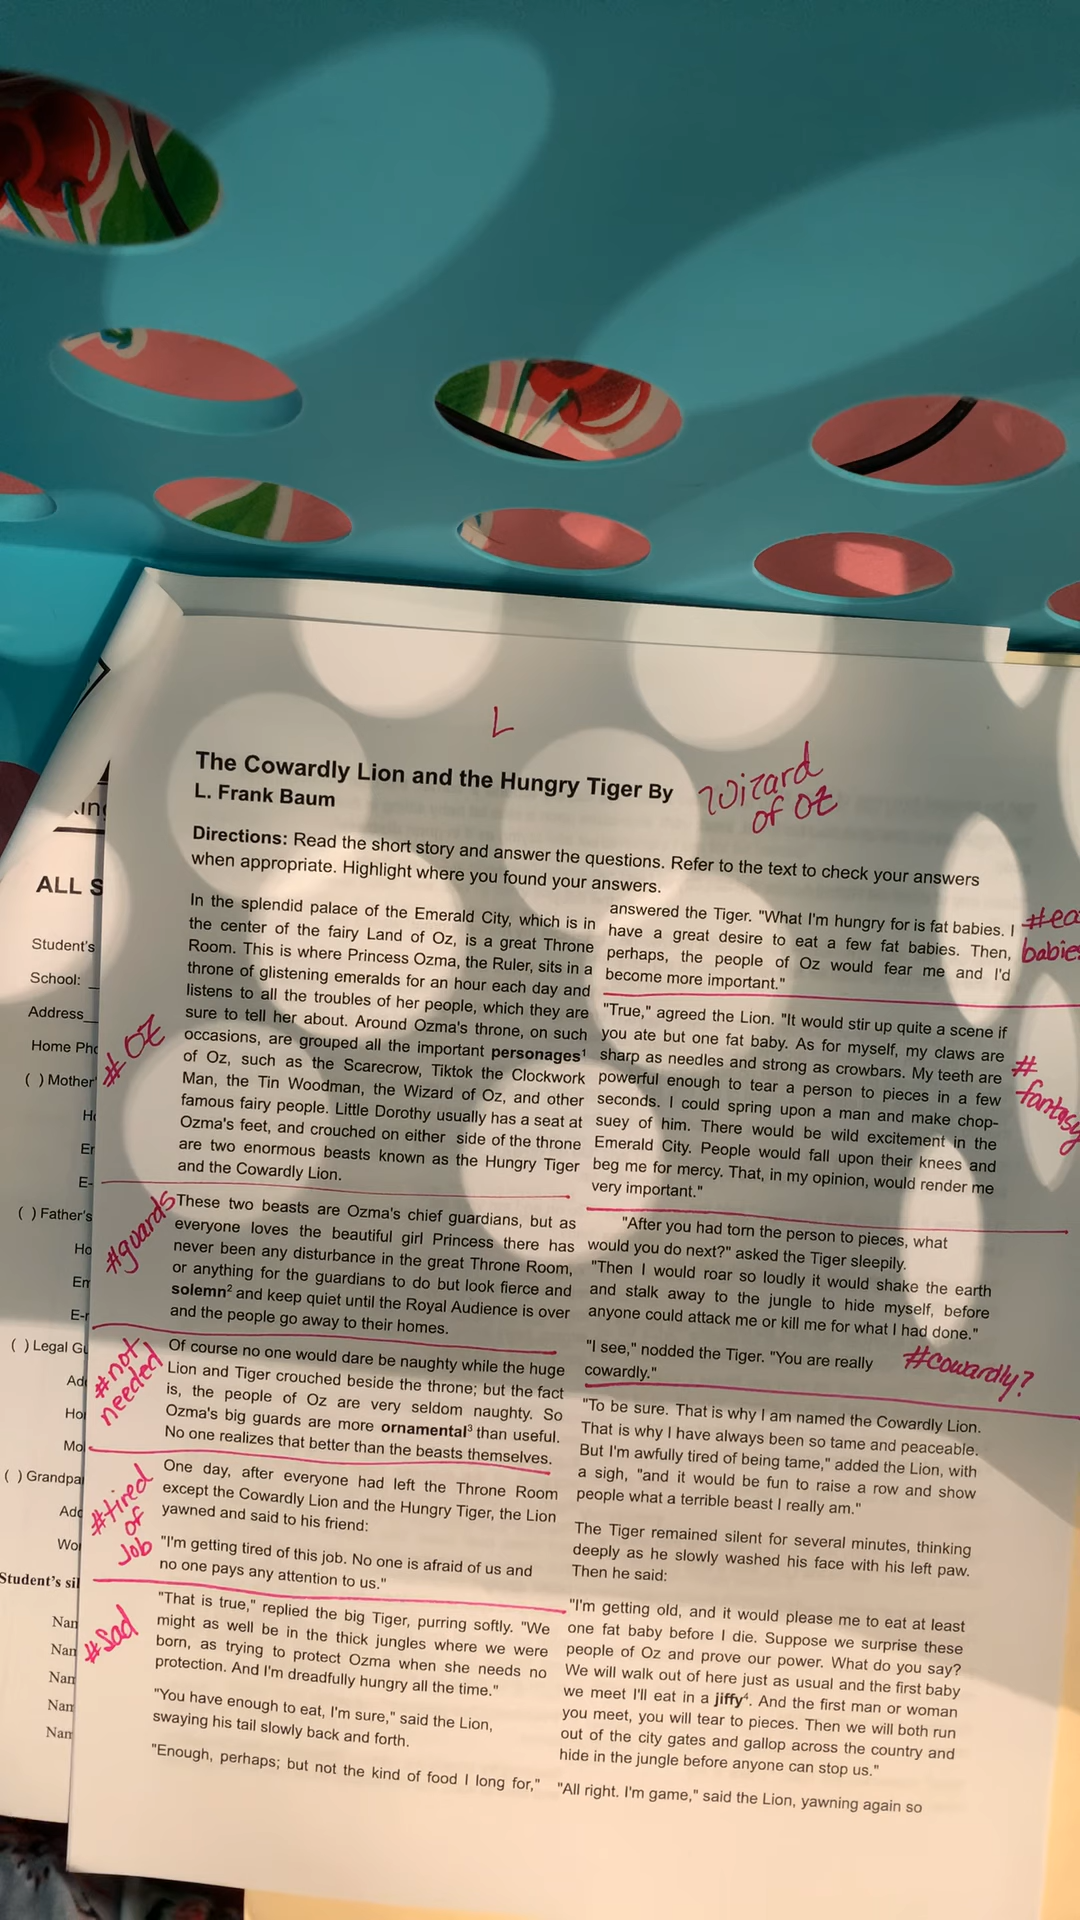 L
The Cowardly Lion and the Hungry Tiger By
L. Frank Baum
Wizard
of Oz
Directions: Read the short story and answer the questions. Refer to the text to check your answers
when appropriate. Highlight where you found your answers.
In the splendid palace of the Emerald City, which is in
the center of the fairy Land of Oz, is a great Throne
Room. This is where Princess Ozma, the Ruler, sits in a
throne of glistening emeralds for an hour each day and
listens to all the troubles of her people, which they are
sure to tell her about. Around Ozma's throne, on such
occasions, are grouped all the important personages¹
of Oz, such as the Scarecrow, Tiktok the Clockwork
Man, the Tin Woodman, the Wizard of Oz, and other
famous fairy people. Little Dorothy usually has a seat at
Ozma's feet, and crouched on either side of the throne
are two enormous beasts known as the Hungry Tiger
and the Cowardly Lion.
#OZ
These two beasts are Ozma's chief guardians, but as
everyone loves the beautiful girl Princess there has
never been any disturbance in the great Throne Room,
or anything for the guardians to do but look fierce and
solemn² and keep quiet until the Royal Audience is over
and the people go away to their homes.
#guards
Of course no one would dare be naughty while the huge
Lion and Tiger crouched beside the throne; but the fact
is, the people of Oz are very seldom naughty. So
Ozma's big guards are more ornamental³ than useful.
No one realizes that better than the beasts themselves.
#not
needed
One day, after everyone had left the Throne Room
except the Cowardly Lion and the Hungry Tiger, the Lion
yawned and said to his friend:
"I'm getting tired of this job. No one is afraid of us and
no one pays any attention to us."
#tired
of
Job
"That is true," replied the big Tiger, purring softly. "We
might as well be in the thick jungles where we were
born, as trying to protect Ozma when she needs no
protection. And I'm dreadfully hungry all the time."
#Sad
"You have enough to eat, I'm sure," said the Lion,
swaying his tail slowly back and forth.
"Enough, perhaps; but not the kind of food I long for,"
answered the Tiger. "What I'm hungry for is fat babies. I
have a great desire to eat a few fat babies. Then,
perhaps, the people of Oz would fear me and I'd
become more important."
babies
"True," agreed the Lion. "It would stir up quite a scene if
you ate but one fat baby. As for myself, my claws are
sharp as needles and strong as crowbars. My teeth are
powerful enough to tear a person to pieces in a few
seconds. I could spring upon a man and make chop-
suey of him. There would be wild excitement in the
Emerald City. People would fall upon their knees and
beg me for mercy. That, in my opinion, would render me
very important."
#
fantasy
"After you had torn the person to pieces, what
would you do next?" asked the Tiger sleepily.
"Then I would roar so loudly it would shake the earth
and stalk away to the jungle to hide myself, before
anyone could attack me or kill me for what I had done."
"I see," nodded the Tiger. "You are really
cowardly."
#cowardly?
"To be sure. That is why I am named the Cowardly Lion.
That is why I have always been so tame and peaceable.
But I'm awfully tired of being tame," added the Lion, with
a sigh, "and it would be fun to raise a row and show
people what a terrible beast I really am."
The Tiger remained silent for several minutes, thinking
deeply as he slowly washed his face with his left paw.
Then he said:
"I'm getting old, and it would please me to eat at least
one fat baby before I die. Suppose we surprise these
people of Oz and prove our power. What do you say?
We will walk out of here just as usual and the first baby
we meet I'll eat in a jiffy⁴. And the first man or woman
you meet, you will tear to pieces. Then we will both run
out of the city gates and gallop across the country and
hide in the jungle before anyone can stop us."
"All right. I'm game," said the Lion, yawning again so
ALL S
Student's
School:
Address
Home Pho
( ) Mother'
( ) Father's
( ) Legal Gu
( ) Grandpa
Student's sil